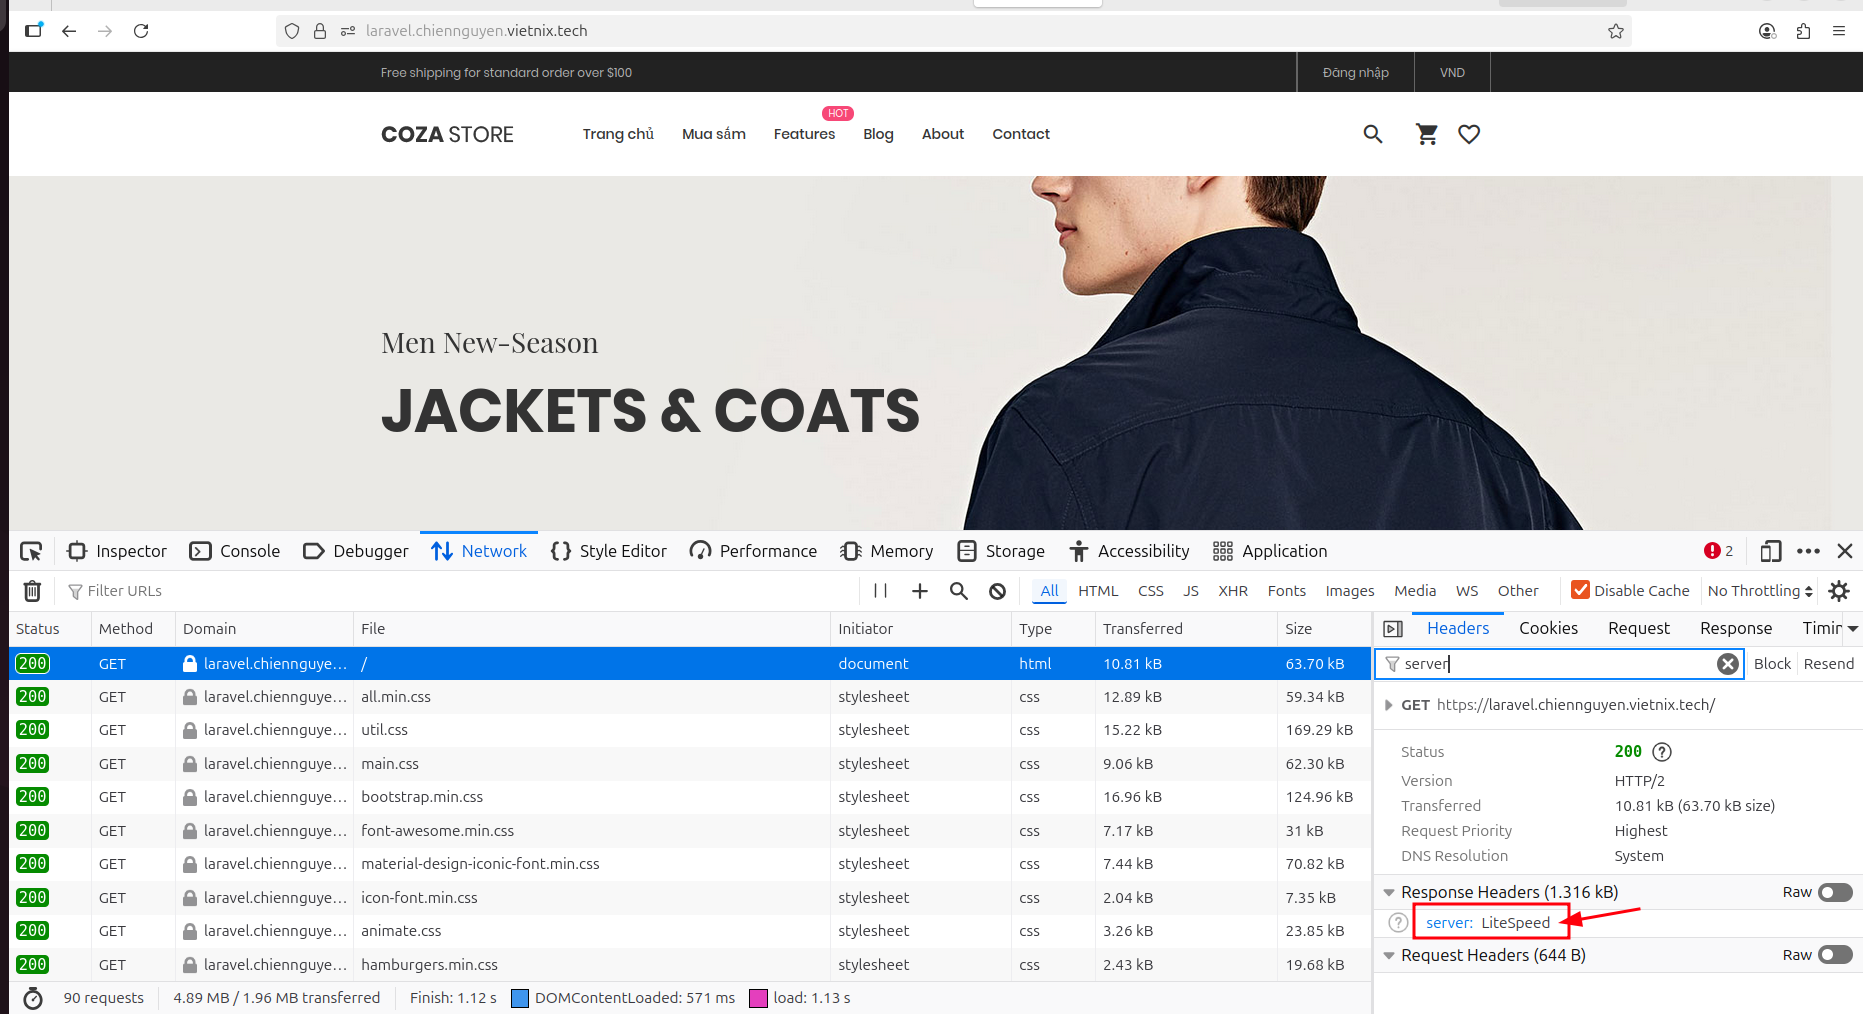 laravel.chiennguyen.vietnix.tech
Free shipping for standard order over $100
Đăng nhập
VND
HOT
COZA STORE
Trang chủ
Mua sắm
Features
Blog
About
Contact
Men New-Season
JACKETS & COATS
Inspector
Console
Debugger
Network
Style Editor
Performance
Memory
Storage
Accessibility
Application
2
Filter URLs
All
HTML
CSS
JS
XHR
Fonts
Images
Media
WS
Other
Disable Cache
No Throttling
Status Method Domain File Initiator Type Transferred Size
200 GET laravel.chiennguye... / document html 10.81 kB 63.70 kB
200 GET laravel.chiennguye... all.min.css stylesheet css 12.89 kB 59.34 kB
200 GET laravel.chiennguye... util.css stylesheet css 15.22 kB 169.29 kB
200 GET laravel.chiennguye... main.css stylesheet css 9.06 kB 62.30 kB
200 GET laravel.chiennguye... bootstrap.min.css stylesheet css 16.96 kB 124.96 kB
200 GET laravel.chiennguye... font-awesome.min.css stylesheet css 7.17 kB 31 kB
200 GET laravel.chiennguye... material-design-iconic-font.min.css stylesheet css 7.44 kB 70.82 kB
200 GET laravel.chiennguye... icon-font.min.css stylesheet css 2.04 kB 7.35 kB
200 GET laravel.chiennguye... animate.css stylesheet css 3.26 kB 23.85 kB
200 GET laravel.chiennguye... hamburgers.min.css stylesheet css 2.43 kB 19.68 kB
90 requests
4.89 MB / 1.96 MB transferred
Finish: 1.12 s
DOMContentLoaded: 571 ms
load: 1.13 s
Headers
Cookies
Request
Response
Timin
server
Block
Resend
GET https://laravel.chiennguyen.vietnix.tech/
Status 200
Version HTTP/2
Transferred 10.81 kB (63.70 kB size)
Request Priority Highest
DNS Resolution System
Response Headers (1.316 kB) Raw
server: LiteSpeed
Request Headers (644 B) Raw